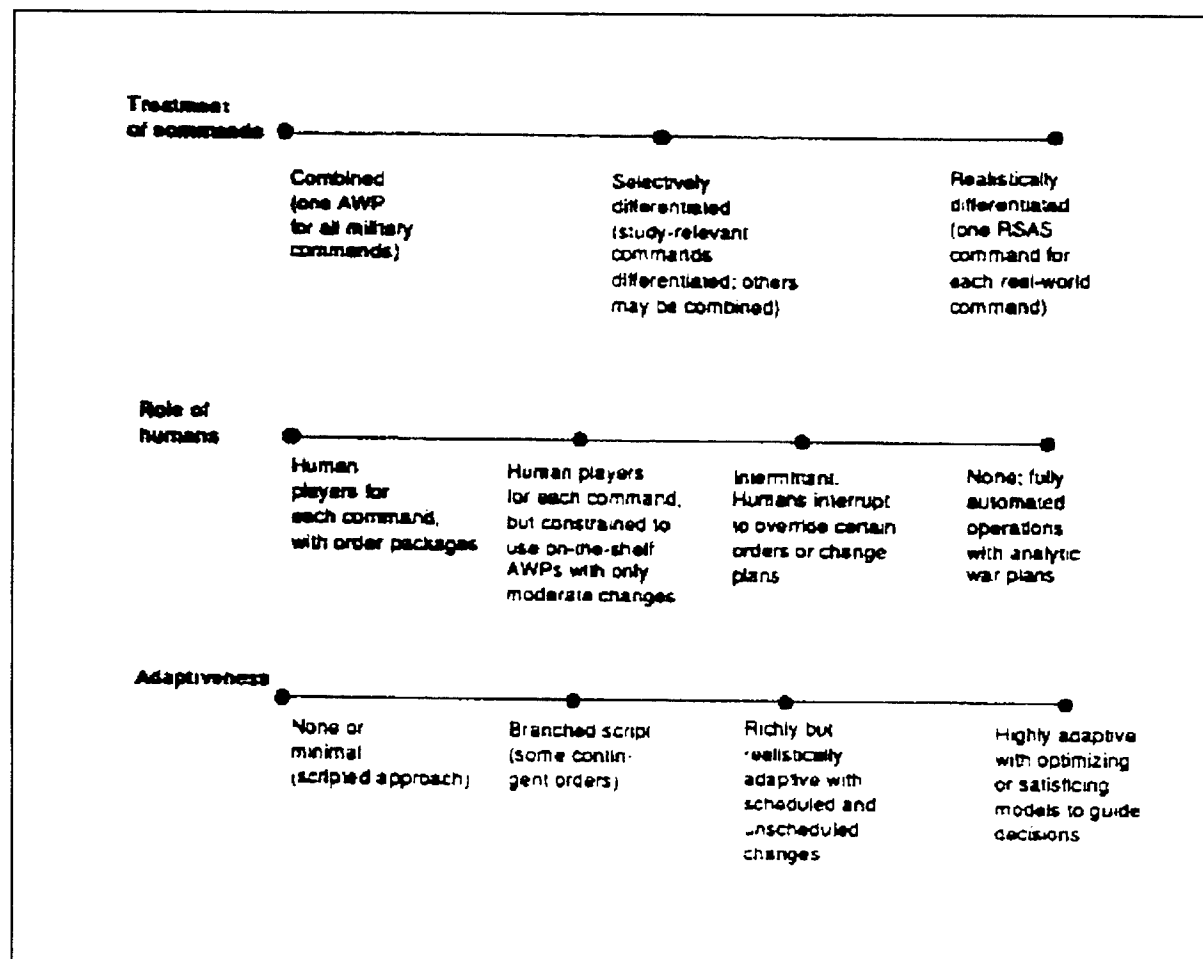 Treatment
of sommands
Combined
(one AWP
for all military
commands)
Selectively
differentiated
(study-relevant
commands
differentiated; others
may be combined)
Realistically
differentiated
(one RSAS
command for
each real-world
command)
Role of
humans
Human
players for
each command,
with order packages
Human players
for each command,
but constrained to
use on-the-shelf
AWPs with only
moderate changes
Intermittant.
Humans interrupt
to override certain
orders or change
plans
None; fully
automated
operations
with analytic
war plans
Adaptiveness
None or
minimal
(scripted approach)
Branched script
(some contin-
gent orders)
Richly but
realistically
adaptive with
scheduled and
unscheduled
changes
Highly adaptive
with optimizing
or satisficing
models to guide
decisions